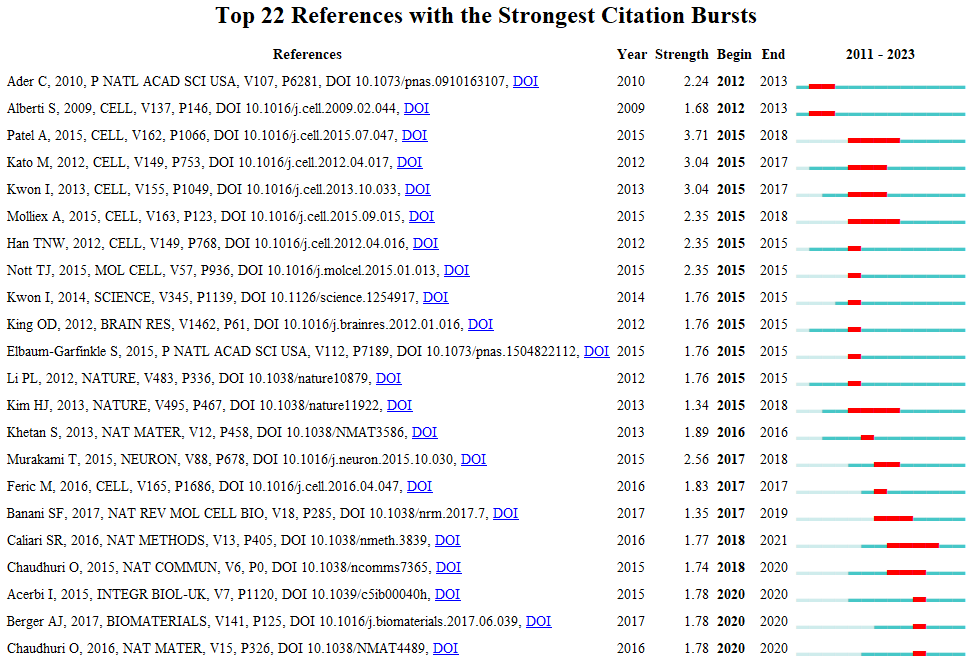 Top 22 References with the Strongest Citation Bursts
References Year Strength Begin End 2011 - 2023
Ader C, 2010, P NATL ACAD SCI USA, V107, P6281, DOI 10.1073/pnas.0910163107, DOI 2010 2.24 2012 2013
Alberti S, 2009, CELL, V137, P146, DOI 10.1016/j.cell.2009.02.044, DOI 2009 1.68 2012 2013
Patel A, 2015, CELL, V162, P1066, DOI 10.1016/j.cell.2015.07.047, DOI 2015 3.71 2015 2018
Kato M, 2012, CELL, V149, P753, DOI 10.1016/j.cell.2012.04.017, DOI 2012 3.04 2015 2017
Kwon I, 2013, CELL, V155, P1049, DOI 10.1016/j.cell.2013.10.033, DOI 2013 3.04 2015 2017
Molliex A, 2015, CELL, V163, P123, DOI 10.1016/j.cell.2015.09.015, DOI 2015 2.35 2015 2018
Han TNW, 2012, CELL, V149, P768, DOI 10.1016/j.cell.2012.04.016, DOI 2012 2.35 2015 2015
Nott TJ, 2015, MOL CELL, V57, P936, DOI 10.1016/j.molcel.2015.01.013, DOI 2015 2.35 2015 2015
Kwon I, 2014, SCIENCE, V345, P1139, DOI 10.1126/science.1254917, DOI 2014 1.76 2015 2015
King OD, 2012, BRAIN RES, V1462, P61, DOI 10.1016/j.brainres.2012.01.016, DOI 2012 1.76 2015 2015
Elbaum-Garfinkle S, 2015, P NATL ACAD SCI USA, V112, P7189, DOI 10.1073/pnas.1504822112, DOI 2015 1.76 2015 2015
Li PL, 2012, NATURE, V483, P336, DOI 10.1038/nature10879, DOI 2012 1.76 2015 2015
Kim HJ, 2013, NATURE, V495, P467, DOI 10.1038/nature11922, DOI 2013 1.34 2015 2018
Khetan S, 2013, NAT MATER, V12, P458, DOI 10.1038/NMAT3586, DOI 2013 1.89 2016 2016
Murakami T, 2015, NEURON, V88, P678, DOI 10.1016/j.neuron.2015.10.030, DOI 2015 2.56 2017 2018
Feric M, 2016, CELL, V165, P1686, DOI 10.1016/j.cell.2016.04.047, DOI 2016 1.83 2017 2017
Banani SF, 2017, NAT REV MOL CELL BIO, V18, P285, DOI 10.1038/nrm.2017.7, DOI 2017 1.35 2017 2019
Caliari SR, 2016, NAT METHODS, V13, P405, DOI 10.1038/nmeth.3839, DOI 2016 1.77 2018 2021
Chaudhuri O, 2015, NAT COMMUN, V6, P0, DOI 10.1038/ncomms7365, DOI 2015 1.74 2018 2020
Acerbi I, 2015, INTEGR BIOL-UK, V7, P1120, DOI 10.1039/c5ib00040h, DOI 2015 1.78 2020 2020
Berger AJ, 2017, BIOMATERIALS, V141, P125, DOI 10.1016/j.biomaterials.2017.06.039, DOI 2017 1.78 2020 2020
Chaudhuri O, 2016, NAT MATER, V15, P326, DOI 10.1038/NMAT4489, DOI 2016 1.78 2020 2020